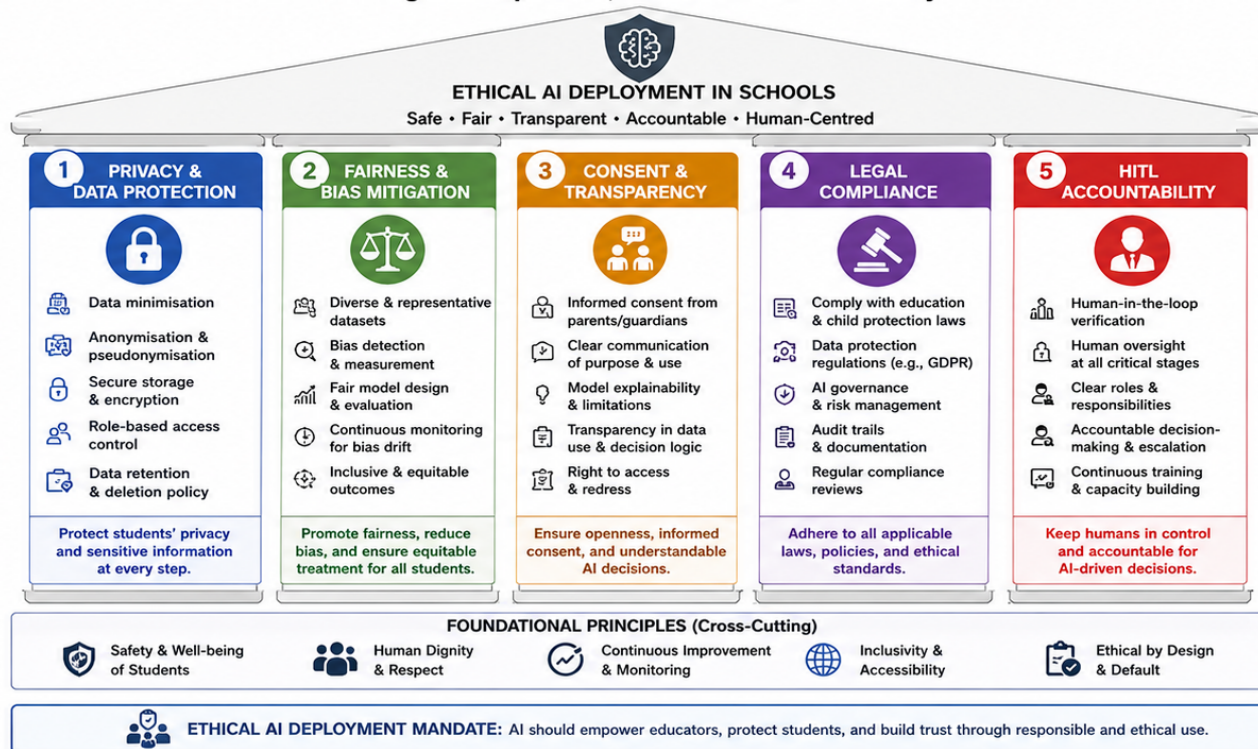 ETHICAL AI DEPLOYMENT IN SCHOOLS
Safe • Fair • Transparent • Accountable • Human-Centred
1
PRIVACY &
DATA PROTECTION
Data minimisation
Anonymisation &
pseudonymisation
Secure storage
& encryption
Role-based access
control
Data retention
& deletion policy
Protect students' privacy
and sensitive information
at every step.
2
FAIRNESS &
BIAS MITIGATION
Diverse & representative
datasets
Bias detection
& measurement
Fair model design
& evaluation
Continuous monitoring
for bias drift
Inclusive & equitable
outcomes
Promote fairness, reduce
bias, and ensure equitable
treatment for all students.
3
CONSENT &
TRANSPARENCY
Informed consent from
parents/guardians
Clear communication
of purpose & use
Model explainability
& limitations
Transparency in data
use & decision logic
Right to access
& redress
Ensure openness, informed
consent, and understandable
AI decisions.
4
LEGAL
COMPLIANCE
Comply with education
& child protection laws
Data protection
regulations (e.g., GDPR)
AI governance
& risk management
Audit trails
& documentation
Regular compliance
reviews
Adhere to all applicable
laws, policies, and ethical
standards.
5
HITL
ACCOUNTABILITY
Human-in-the-loop
verification
Human oversight
at all critical stages
Clear roles &
responsibilities
Accountable decision-
making & escalation
Continuous training
& capacity building
Keep humans in control
and accountable for
AI-driven decisions.
FOUNDATIONAL PRINCIPLES (Cross-Cutting)
Safety & Well-being
of Students
Human Dignity
& Respect
Continuous Improvement
& Monitoring
Inclusivity &
Accessibility
Ethical by Design
& Default
ETHICAL AI DEPLOYMENT MANDATE: AI should empower educators, protect students, and build trust through responsible and ethical use.